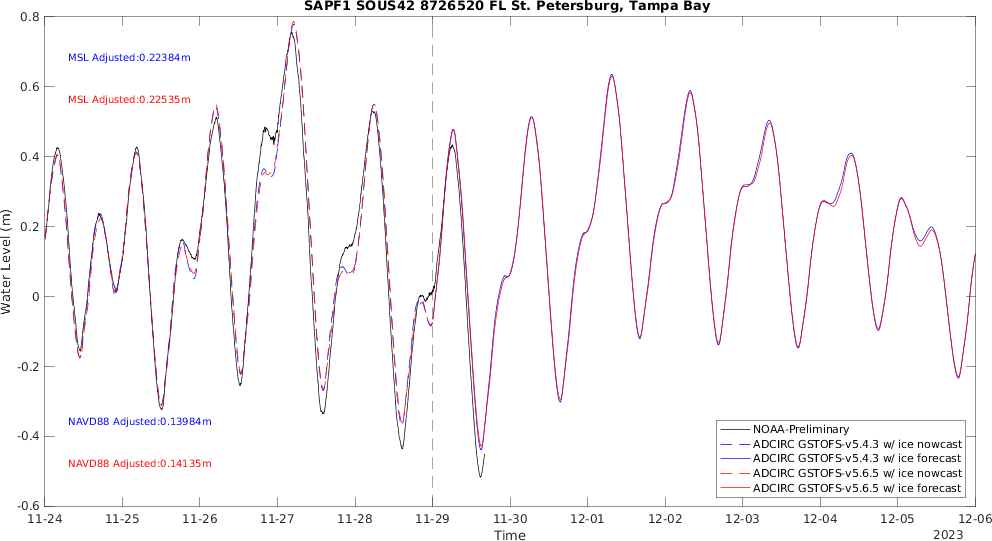 SAPF1 SOUS42 8726520 FL St. Petersburg, Tampa Bay
0.8
0.6
0.4
0.2
0
-0.2
-0.4
-0.6
Water Level (m)
MSL Adjusted:0.22384m
MSL Adjusted:0.22535m
NAVD88 Adjusted:0.13984m
NAVD88 Adjusted:0.14135m
NOAA-Preliminary
ADCIRC GSTOFS-v5.4.3 w/ ice nowcast
ADCIRC GSTOFS-v5.4.3 w/ ice forecast
ADCIRC GSTOFS-v5.6.5 w/ ice nowcast
ADCIRC GSTOFS-v5.6.5 w/ ice forecast
11-24 11-25 11-26 11-27 11-28 11-29 11-30 12-01 12-02 12-03 12-04 12-05 12-06
Time
2023